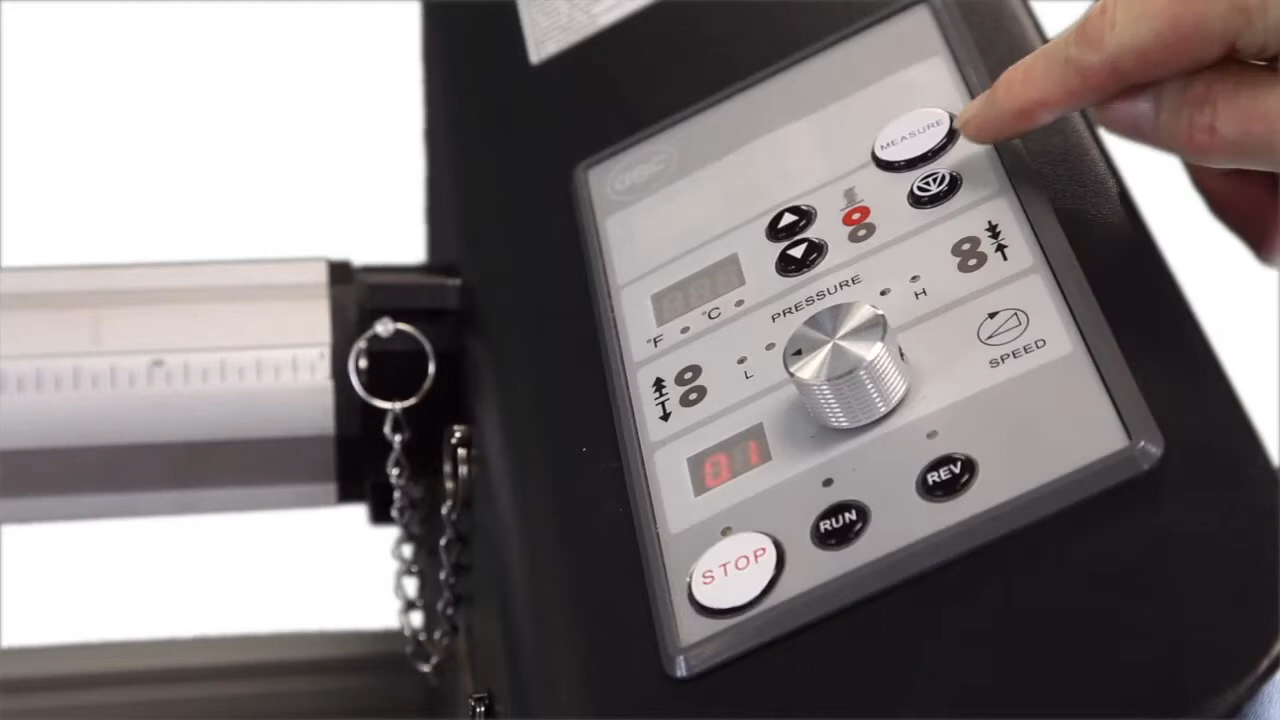 MEASURE
°F
°C
PRESSURE
L
H
SPEED
01
RUN
REV
STOP